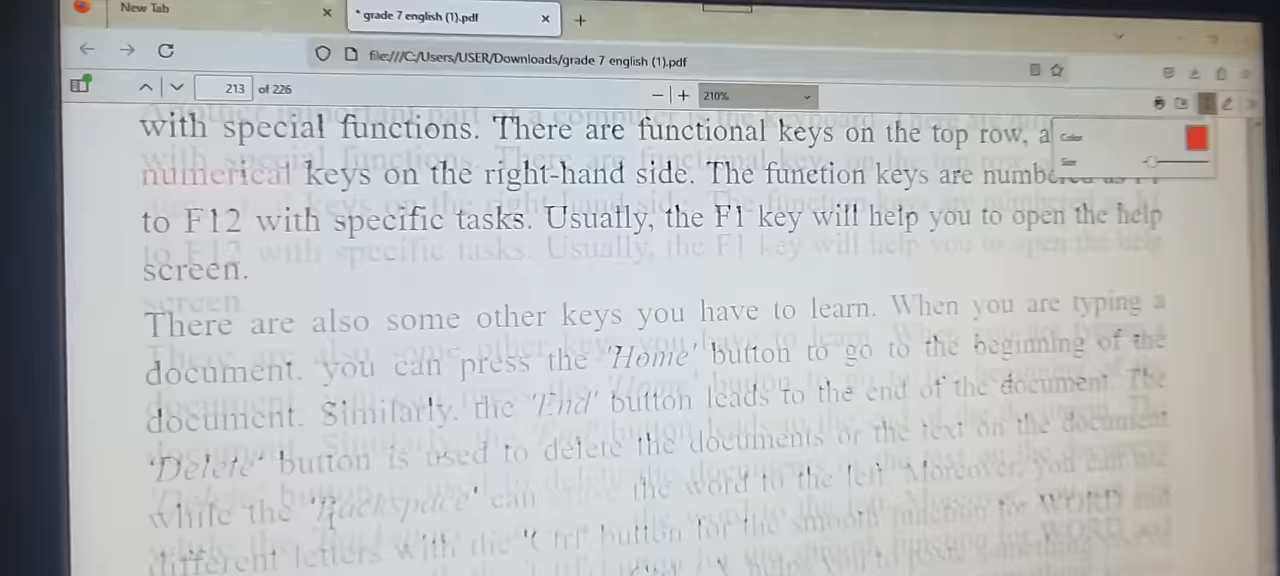 New Tab
* grade 7 english (1).pdf
file:///C:/Users/USER/Downloads/grade 7 english (1).pdf
213 of 226
210%
Color
Size
with special functions. There are functional keys on the top row, a
numerical keys on the right-hand side. The function keys are numbered as F1
to F12 with specific tasks. Usually, the F1 key will help you to open the help
screen.
There are also some other keys you have to learn. When you are typing a
document. you can press the 'Home' button to go to the beginning of the
document. Similarly. the 'End' button leads to the end of the document The
'Delete' button is used to delete the documents or the text on the document
while the 'Backspace' can the word to the left Moreover, you can use
different letters with the 'Ctrl' button for the smooth function for WORD and